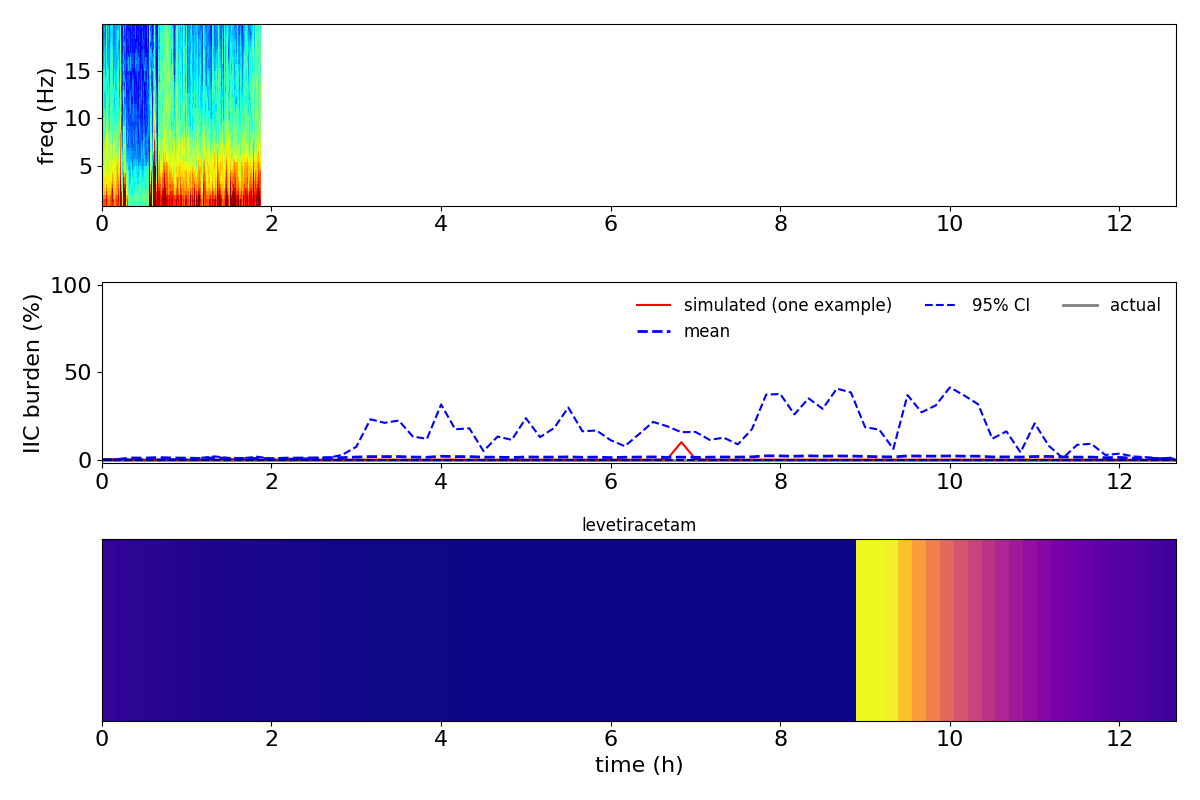 freq (Hz)
15
10
5
0 2 4 6 8 10 12
IIC burden (%)
100
50
0
simulated (one example)
mean
95% CI
actual
0 2 4 6 8 10 12
levetiracetam
0 2 4 6 8 10 12
time (h)